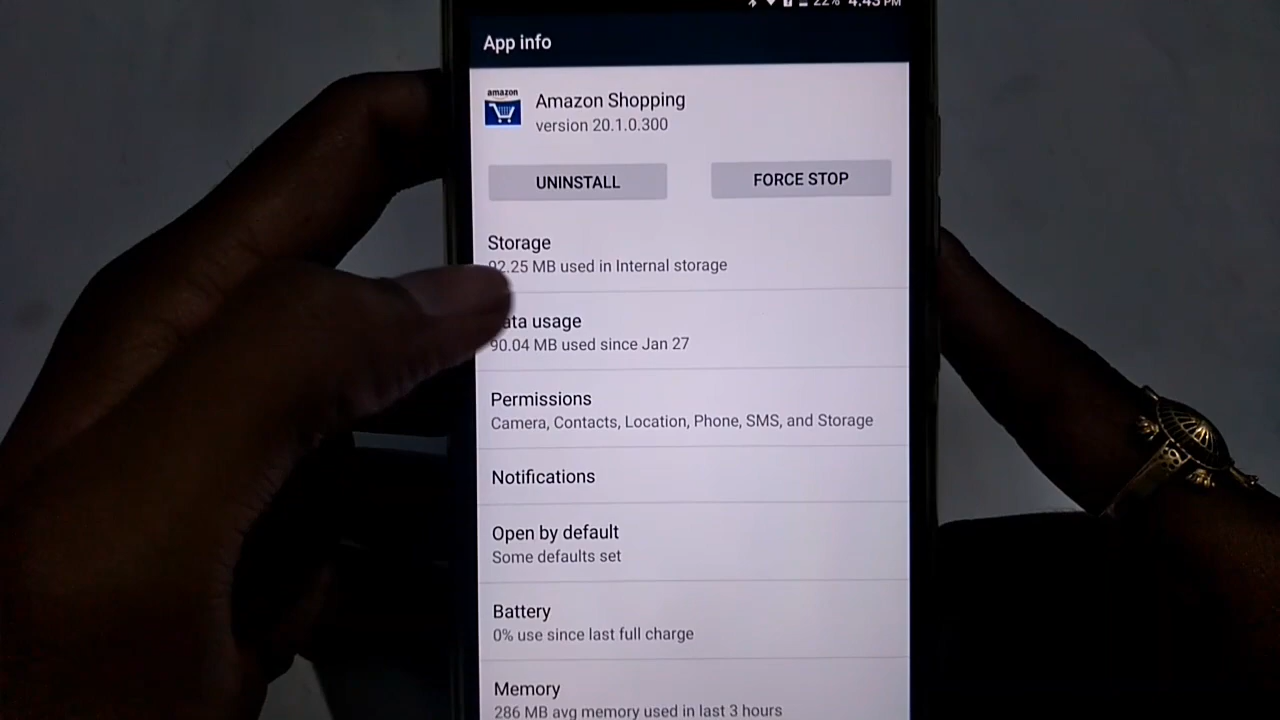 22% 4:43 PM
App info
amazon
Amazon Shopping
version 20.1.0.300
UNINSTALL
FORCE STOP
Storage
92.25 MB used in Internal storage
ata usage
90.04 MB used since Jan 27
Permissions
Camera, Contacts, Location, Phone, SMS, and Storage
Notifications
Open by default
Some defaults set
Battery
0% use since last full charge
Memory
286 MB avg memory used in last 3 hours